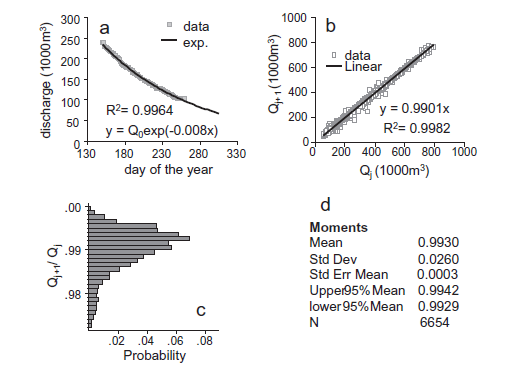 a
discharge (1000m³)
300
250
200
150
100
50
0
data
exp.
R²= 0.9964
y = Q₀exp(-0.008x)
130 180 230 280 330
day of the year
b
Qj+1 (1000m³)
1000
800
600
400
200
0
data
Linear
y = 0.9901x
R²= 0.9982
0 200 400 600 800 1000
Qj (1000m³)
Qj+1/ Qj
.00
.99
.98
c
.02 .04 .06 .08
Probability
d
Moments
Mean 0.9930
Std Dev 0.0260
Std Err Mean 0.0003
Upper95%Mean 0.9942
lower95%Mean 0.9929
N 6654